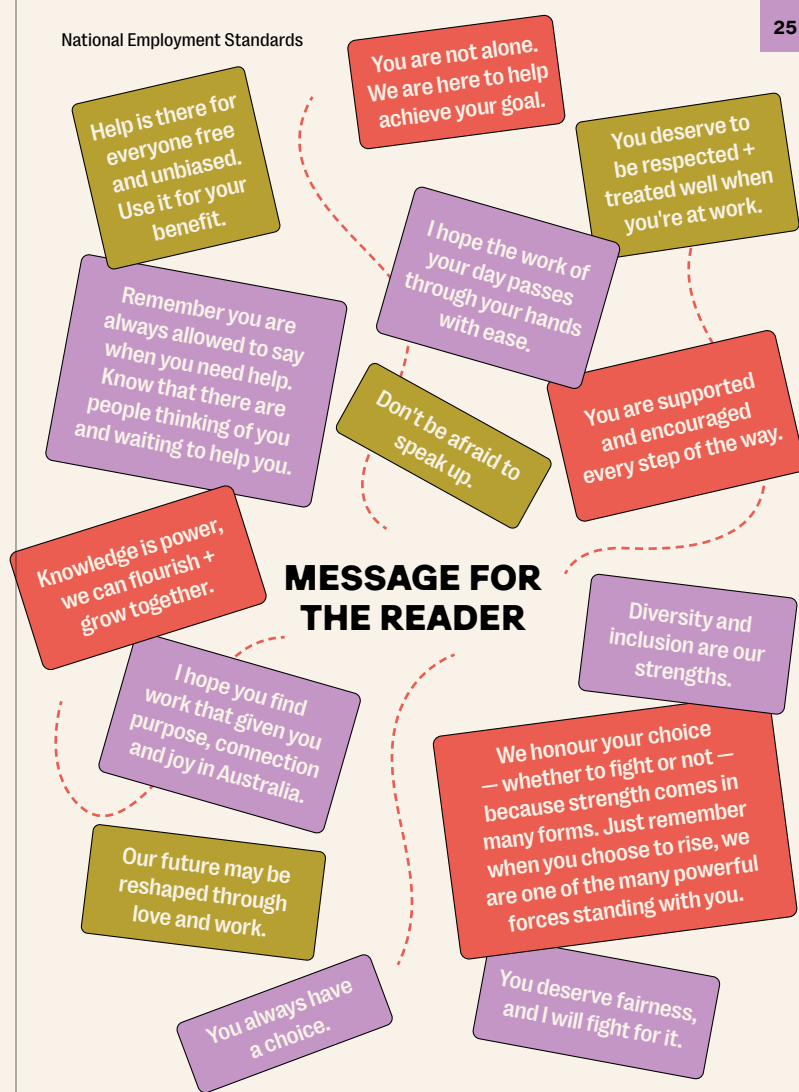 National Employment Standards
25
You are not alone.
We are here to help
achieve your goal.
Help is there for
everyone free
and unbiased.
Use it for your
benefit.
You deserve to
be respected +
treated well when
you're at work.
I hope the work of
your day passes
through your hands
with ease.
Remember you are
always allowed to say
when you need help.
Know that there are
people thinking of you
and waiting to help you.
Don't be afraid to
speak up.
You are supported
and encouraged
every step of the way.
Knowledge is power,
we can flourish +
grow together.
MESSAGE FOR
THE READER
Diversity and
inclusion are our
strengths.
I hope you find
work that given you
purpose, connection
and joy in Australia.
We honour your choice
— whether to fight or not —
because strength comes in
many forms. Just remember
when you choose to rise, we
are one of the many powerful
forces standing with you.
Our future may be
reshaped through
love and work.
You always have
a choice.
You deserve fairness,
and I will fight for it.